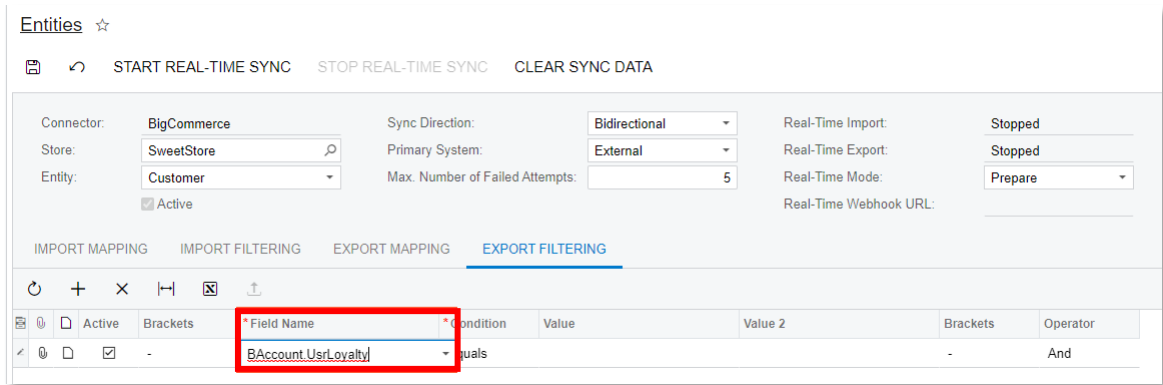 Entities
START REAL-TIME SYNC STOP REAL-TIME SYNC CLEAR SYNC DATA
Connector: BigCommerce Sync Direction: Bidirectional Real-Time Import: Stopped
Store: SweetStore Primary System: External Real-Time Export: Stopped
Entity: Customer Max. Number of Failed Attempts: 5 Real-Time Mode: Prepare
Active Real-Time Webhook URL:
IMPORT MAPPING IMPORT FILTERING EXPORT MAPPING EXPORT FILTERING
Active Brackets *Field Name *Condition Value Value 2 Brackets Operator
- BAccount.UsrLoyalty quals - And